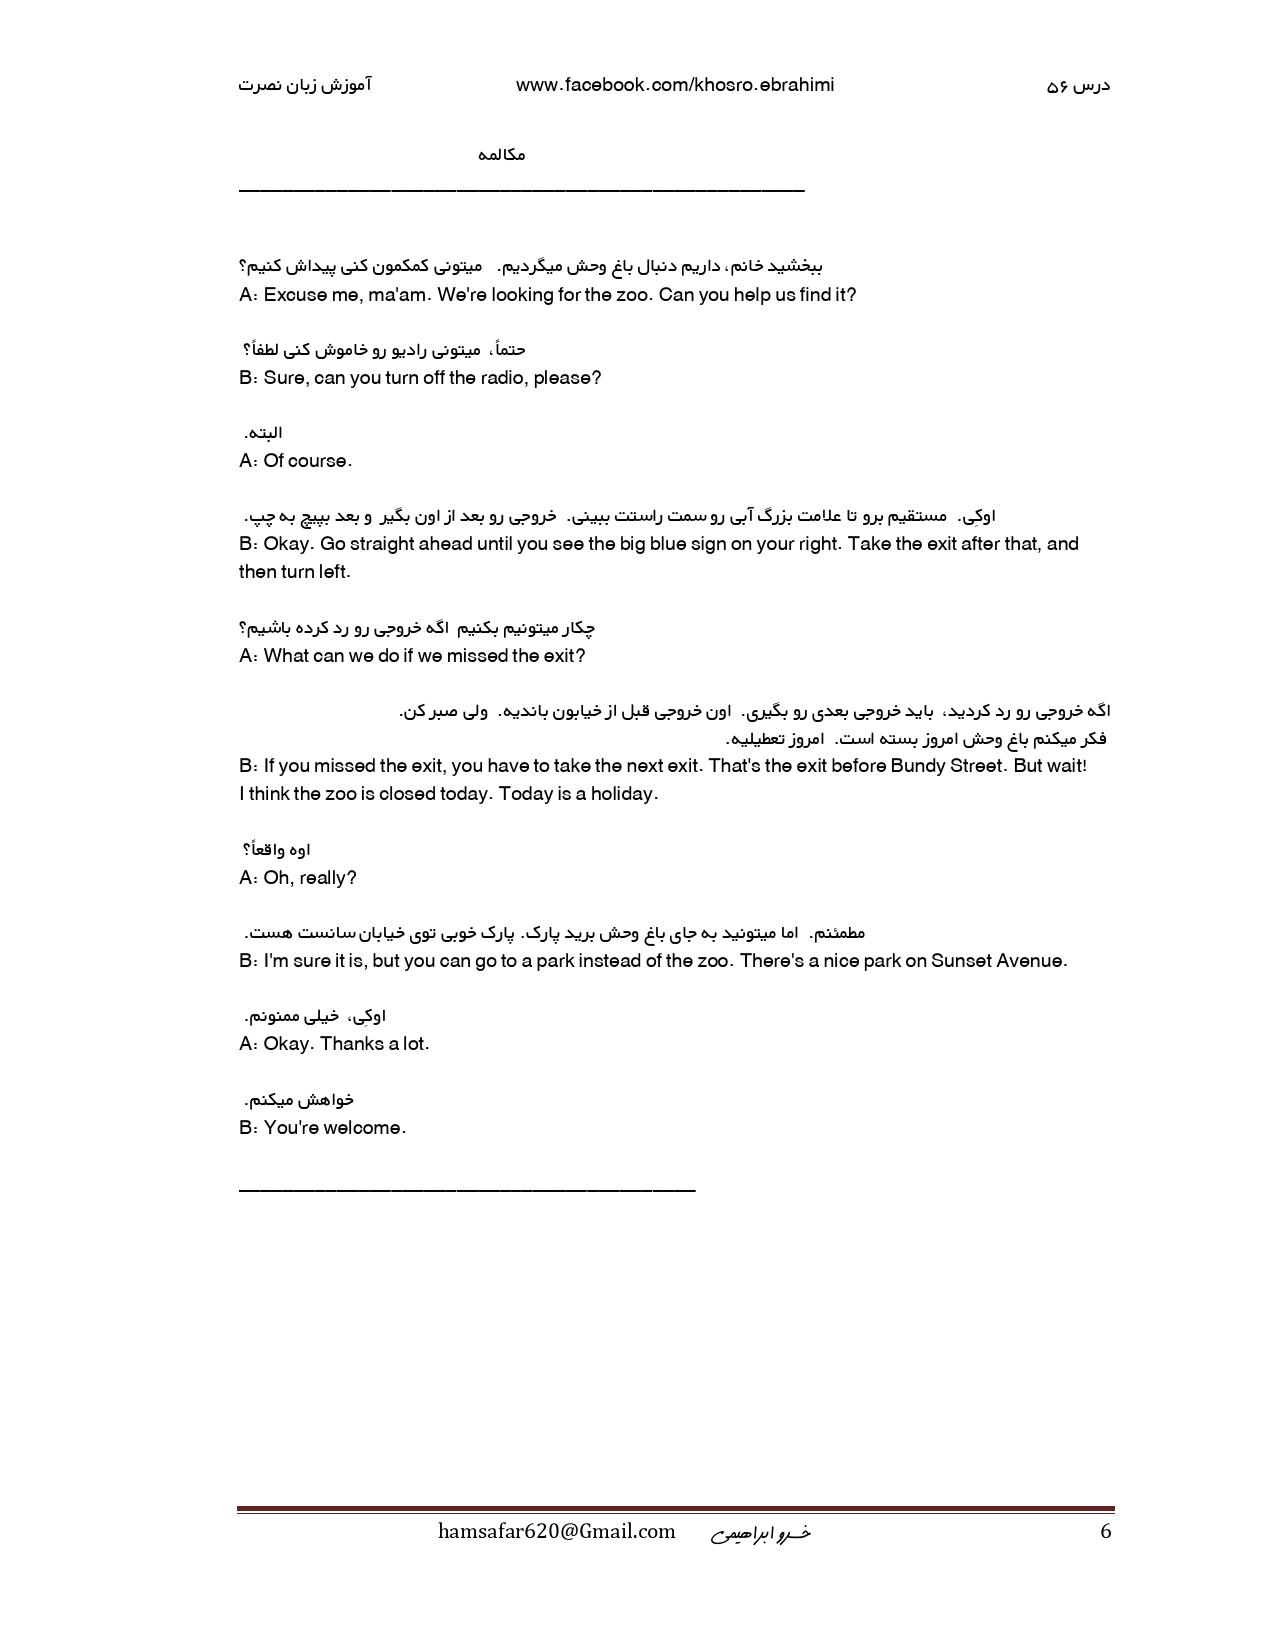 آموزش زبان نصرت www.facebook.com/khosro.ebrahimi درس ۵۶
مکالمه
ببخشید خانم، داریم دنبال باغ وحش میگردیم. میتونی کمکمون کنی پیداش کنیم؟
A: Excuse me, ma'am. We're looking for the zoo. Can you help us find it?
حتماً، میتونی رادیو رو خاموش کنی لطفاً؟
B: Sure, can you turn off the radio, please?
البته.
A: Of course.
اوکِی. مستقیم برو تا علامت بزرگ آبی رو سمت راستت ببینی. خروجی رو بعد از اون بگیر و بعد بپیچ به چپ.
B: Okay. Go straight ahead until you see the big blue sign on your right. Take the exit after that, and
then turn left.
چکار میتونیم بکنیم اگه خروجی رو رد کرده باشیم؟
A: What can we do if we missed the exit?
اگه خروجی رو رد کردید، باید خروجی بعدی رو بگیری. اون خروجی قبل از خیابون باندیه. ولی صبر کن.
فکر میکنم باغ وحش امروز بسته است. امروز تعطیلیه.
B: If you missed the exit, you have to take the next exit. That's the exit before Bundy Street. But wait!
I think the zoo is closed today. Today is a holiday.
اوه واقعاً؟
A: Oh, really?
مطمئنم. اما میتونید به جای باغ وحش برید پارک. پارک خوبی توی خیابان سانست هست.
B: I'm sure it is, but you can go to a park instead of the zoo. There's a nice park on Sunset Avenue.
اوکِی، خیلی ممنونم.
A: Okay. Thanks a lot.
خواهش میکنم.
B: You're welcome.
hamsafar620@Gmail.com خسرو ابراهیمی 6